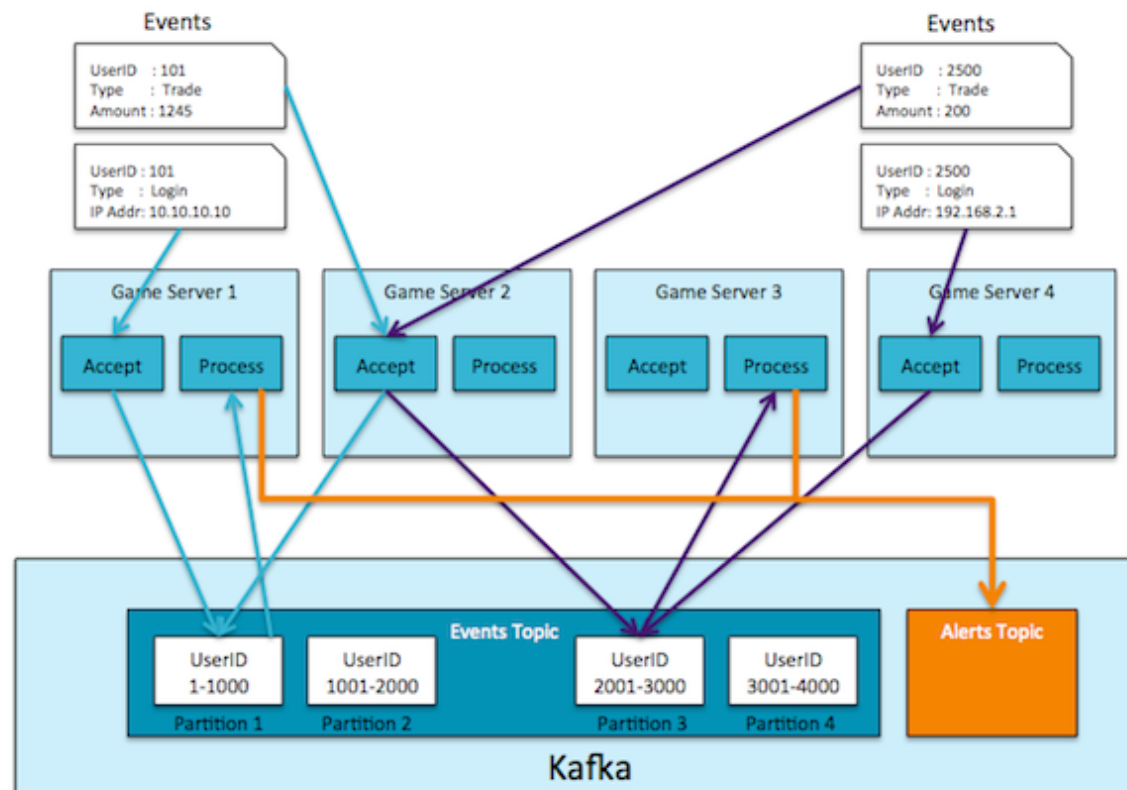 Events
Events
UserID : 101
Type : Trade
Amount : 1245
UserID : 2500
Type : Trade
Amount : 200
UserID : 101
Type : Login
IP Addr: 10.10.10.10
UserID : 2500
Type : Login
IP Addr: 192.168.2.1
Game Server 1
Game Server 2
Game Server 3
Game Server 4
Accept
Process
Accept
Process
Accept
Process
Accept
Process
Events Topic
Alerts Topic
UserID
1-1000
UserID
1001-2000
UserID
2001-3000
UserID
3001-4000
Partition 1
Partition 2
Partition 3
Partition 4
Kafka